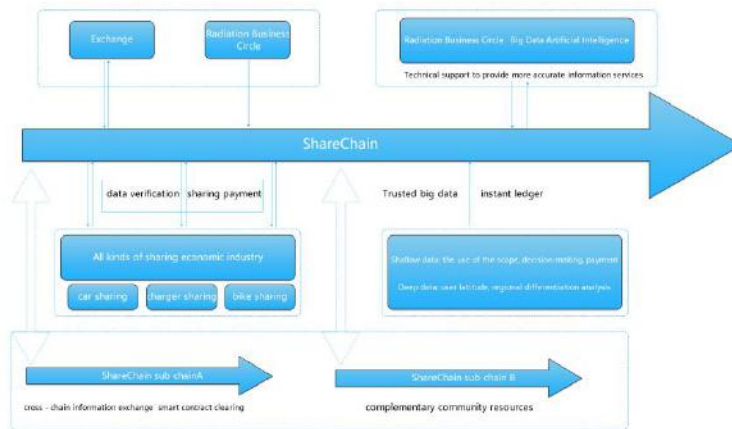 Exchange
Radiation Business
Circle
Radiation Business Circle Big Data Artificial Intelligence
Technical support to provide more accurate information services
ShareChain
data verification sharing payment
Trusted big data instant ledger
All kinds of sharing economic industry
car sharing
charger sharing
bike sharing
Shallow data: the use of the scope, decision-making, payment
Deep data: user latitude, regional differentiation analysis
ShareChain sub chainA
ShareChain sub chain B
cross - chain information exchange smart contract clearing
complementary community resources